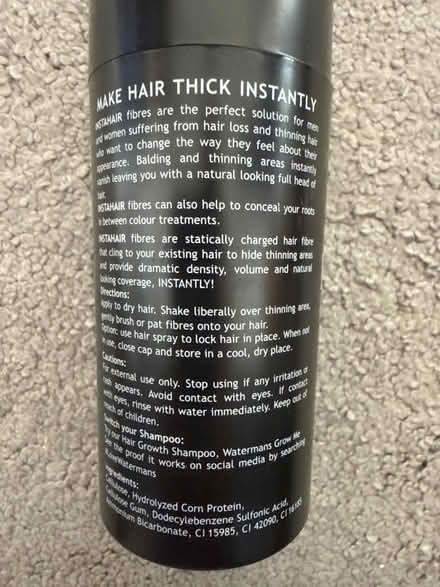 MAKE HAIR THICK INSTANTLY
INSTAHAIR fibres are the perfect solution for men
and women suffering from hair loss and thinning hair
who want to change the way they feel about their
appearance. Balding and thinning areas instantly
vanish leaving you with a natural looking full head of
hair.
INSTAHAIR fibres can also help to conceal your roots
in between colour treatments.
INSTAHAIR fibres are statically charged hair fibre
that cling to your existing hair to hide thinning areas
and provide dramatic density, volume and natural
looking coverage, INSTANTLY!
Directions:
Apply to dry hair. Shake liberally over thinning area,
gently brush or pat fibres onto your hair.
Option: use hair spray to lock hair in place. When not
in use, close cap and store in a cool, dry place.
Cautions:
For external use only. Stop using if any irritation or
rash appears. Avoid contact with eyes. If contact
with eyes, rinse with water immediately. Keep out of
reach of children.
Switch your Shampoo:
Try our Hair Growth Shampoo, Watermans Grow Me
See the proof it works on social media by searching
Ingredients:
Cellulose, Hydrolyzed Corn Protein,
Cellulose Gum, Dodecylebenzene Sulfonic Acid,
Ammonium Bicarbonate, CI 15985, CI 42090, CI 16185